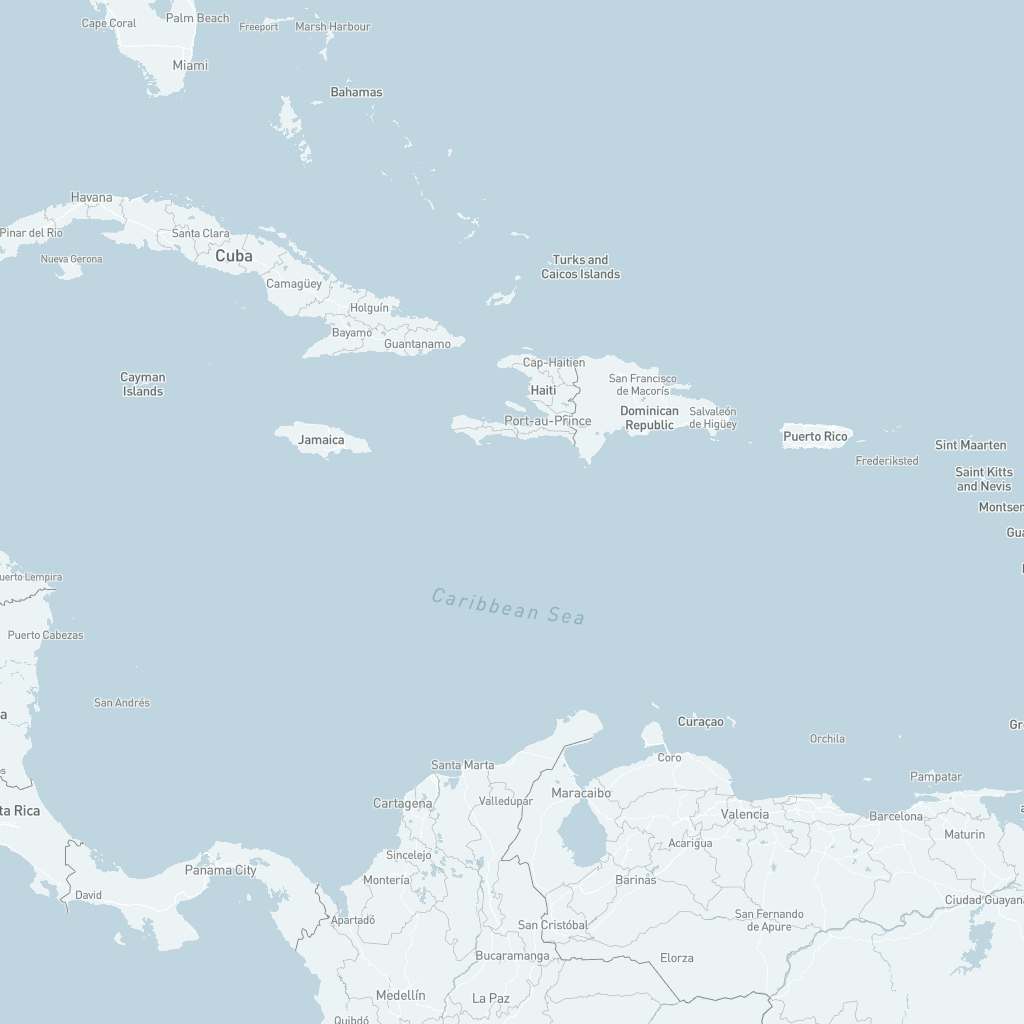 Palm Beach
Cape Coral
Freeport
Marsh Harbour
Miami
Bahamas
Havana
Pinar del Rio
Santa Clara
Cuba
Nueva Gerona
Turks and
Caicos Islands
Camagüey
Holguín
Bayamo
Guantanamo
Cap-Haitien
Cayman
Islands
Haiti
San Francisco
de Macorís
Dominican
Republic
Salvaleón
de Higüey
Port-au-Prince
Jamaica
Puerto Rico
Sint Maarten
Frederiksted
Saint Kitts
and Nevis
Montser
Gua
uerto Lempira
Caribbean Sea
Puerto Cabezas
San Andrés
a
Curaçao
Gr
Orchila
Coro
Santa Marta
os
Pampatar
Maracaibo
Cartagena
Valledupar
ta Rica
Valencia
Barcelona
a
Maturin
Acarigua
Sincelejo
Panama City
Montería
Barinas
David
Ciudad Guayana
Apartadó
San Cristóbal
San Fernando
de Apure
Bucaramanga
Elorza
Medellín
La Paz
Quibdó